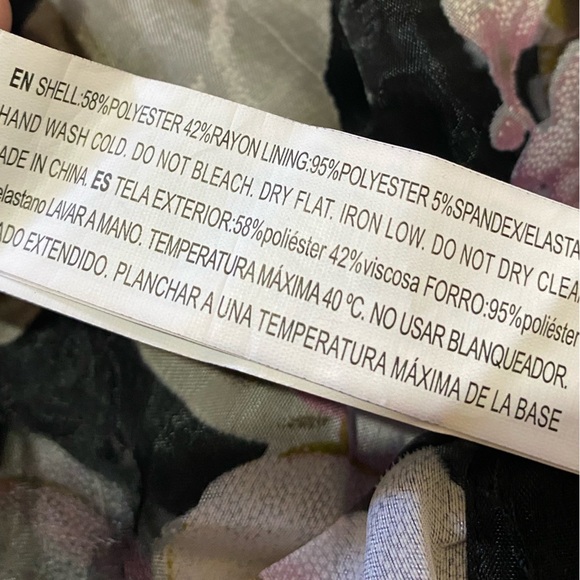 EN SHELL:58%POLYESTER 42%RAYON LINING:95%POLYESTER 5%SPANDEX/ELASTA
HAND WASH COLD. DO NOT BLEACH. DRY FLAT. IRON LOW. DO NOT DRY CLEA
ADE IN CHINA. ES TELA EXTERIOR:58%poliéster 42%viscosa FORRO:95%poliéster
elastano LAVAR A MANO. TEMPERATURA MÁXIMA 40 ºC. NO USAR BLANQUEADOR.
ADO EXTENDIDO. PLANCHAR A UNA TEMPERATURA MÁXIMA DE LA BASE